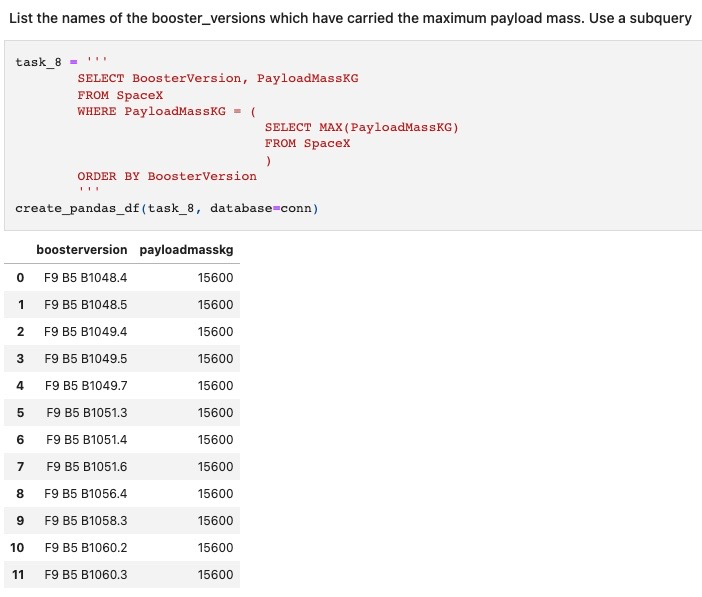 List the names of the booster_versions which have carried the maximum payload mass. Use a subquery
task_8 = '''
SELECT BoosterVersion, PayloadMassKG
FROM SpaceX
WHERE PayloadMassKG = (
SELECT MAX(PayloadMassKG)
FROM SpaceX
)
ORDER BY BoosterVersion
'''
create_pandas_df(task_8, database=conn)
boosterversion payloadmasskg
0 F9 B5 B1048.4 15600
1 F9 B5 B1048.5 15600
2 F9 B5 B1049.4 15600
3 F9 B5 B1049.5 15600
4 F9 B5 B1049.7 15600
5 F9 B5 B1051.3 15600
6 F9 B5 B1051.4 15600
7 F9 B5 B1051.6 15600
8 F9 B5 B1056.4 15600
9 F9 B5 B1058.3 15600
10 F9 B5 B1060.2 15600
11 F9 B5 B1060.3 15600